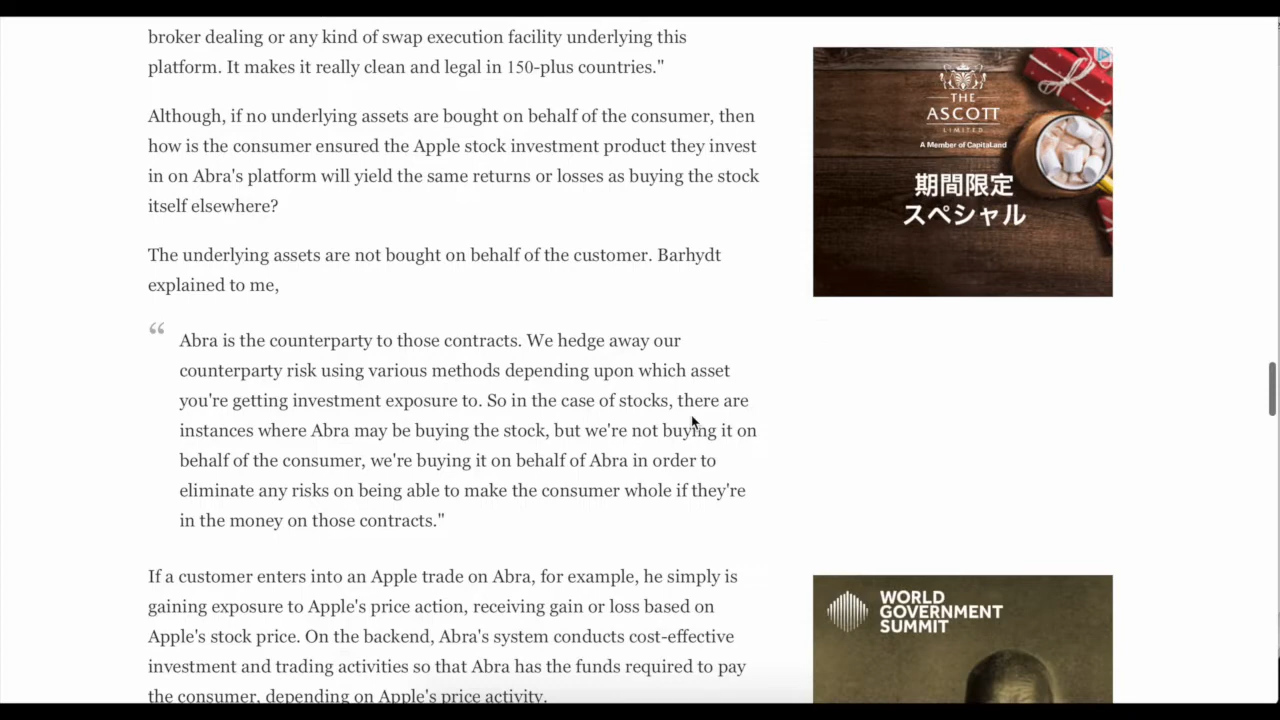 broker dealing or any kind of swap execution facility underlying this
platform. It makes it really clean and legal in 150-plus countries."
Although, if no underlying assets are bought on behalf of the consumer, then
how is the consumer ensured the Apple stock investment product they invest
in on Abra's platform will yield the same returns or losses as buying the stock
itself elsewhere?
The underlying assets are not bought on behalf of the customer. Barhydt
explained to me,
“
Abra is the counterparty to those contracts. We hedge away our
counterparty risk using various methods depending upon which asset
you're getting investment exposure to. So in the case of stocks, there are
instances where Abra may be buying the stock, but we're not buying it on
behalf of the consumer, we're buying it on behalf of Abra in order to
eliminate any risks on being able to make the consumer whole if they're
in the money on those contracts."
If a customer enters into an Apple trade on Abra, for example, he simply is
gaining exposure to Apple's price action, receiving gain or loss based on
Apple's stock price. On the backend, Abra's system conducts cost-effective
investment and trading activities so that Abra has the funds required to pay
the consumer, depending on Apple's price activity.
THE
ASCOTT
LIMITED
A Member of CapitaLand
期間限定
スペシャル
WORLD
GOVERNMENT
SUMMIT